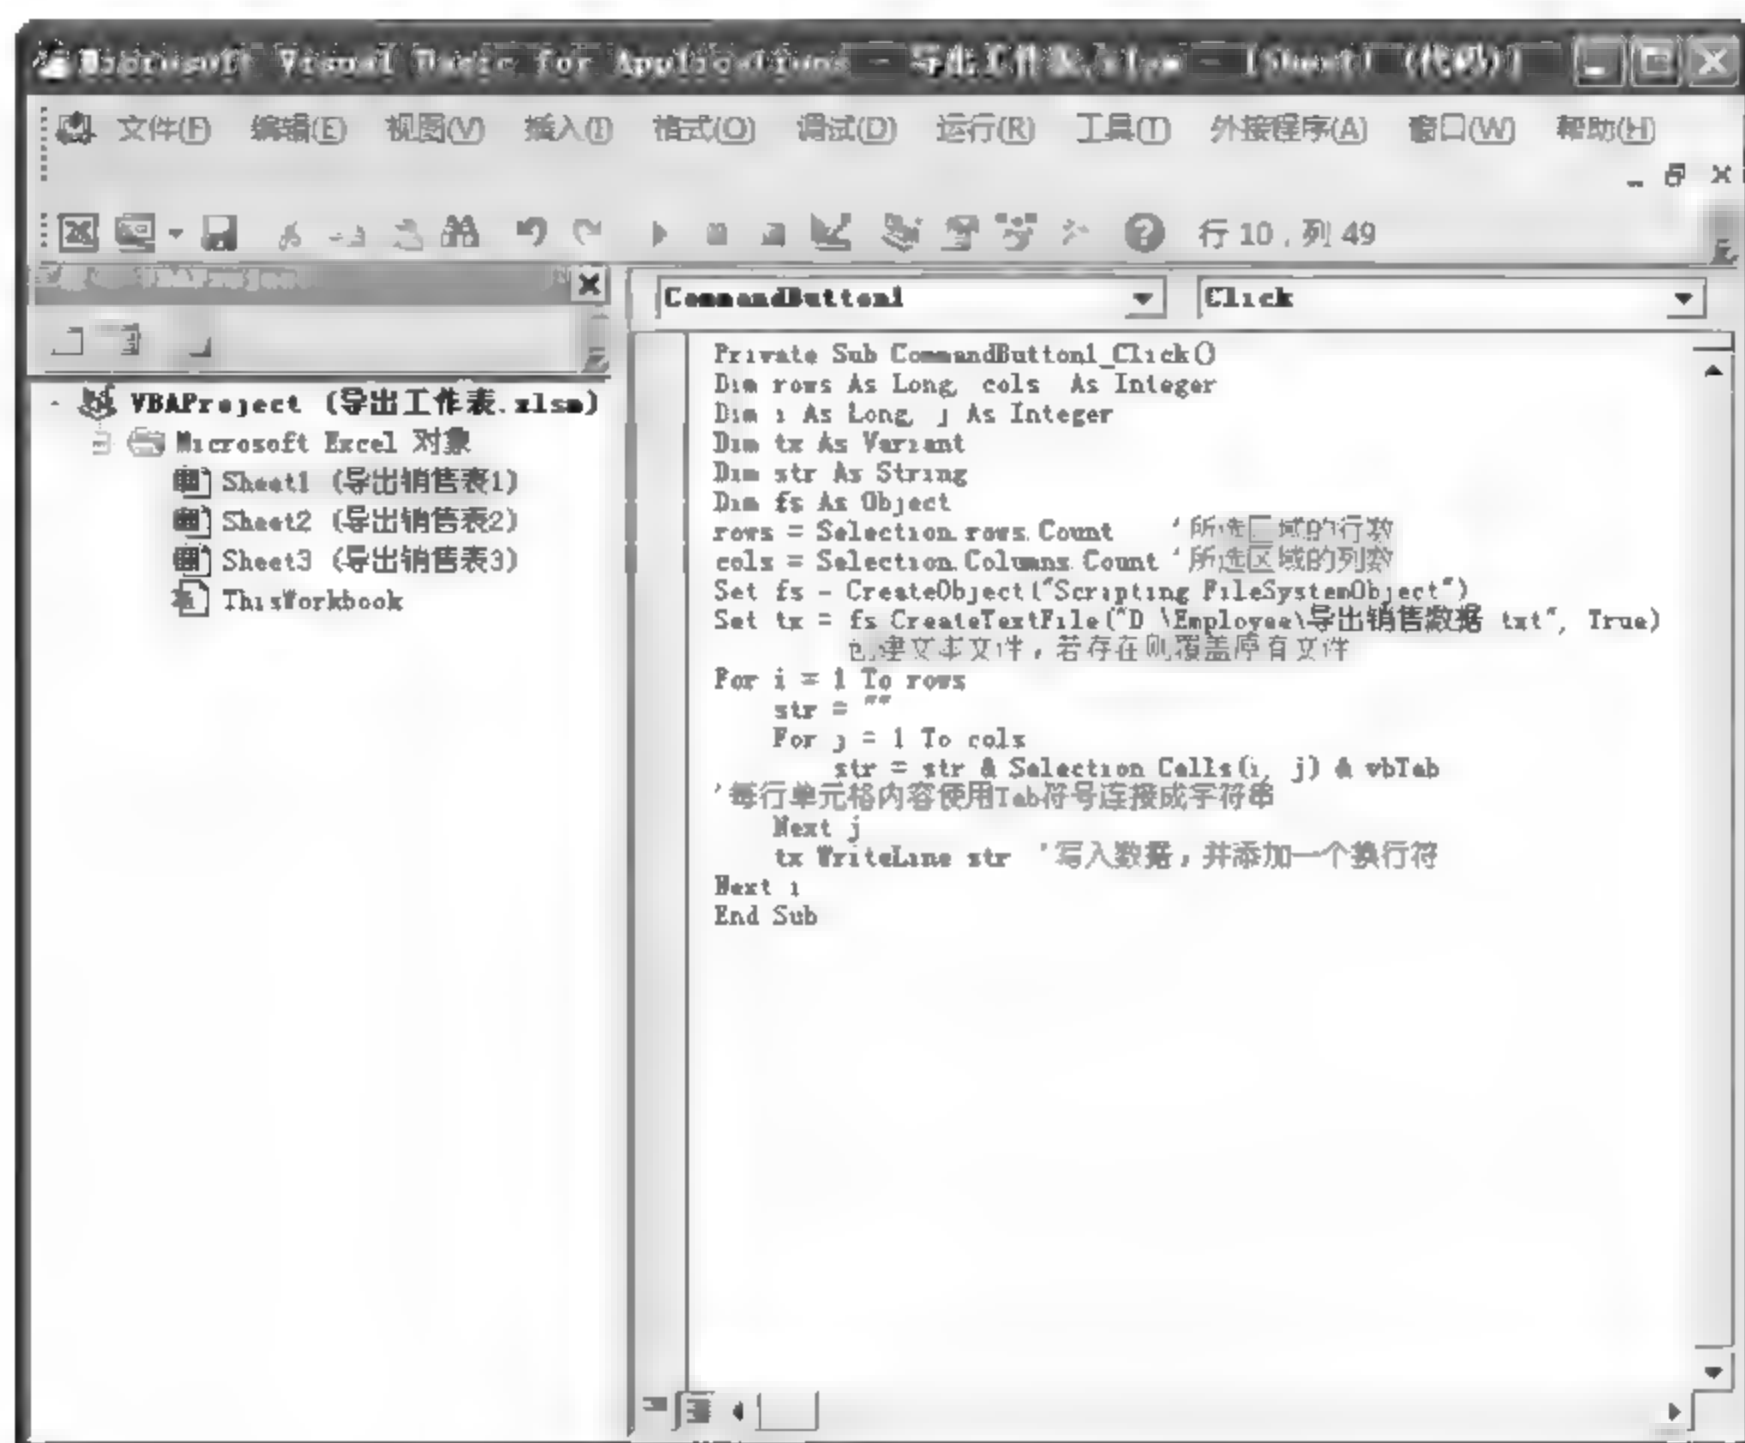 Microsoft Visual Basic for Applications - 导出工作表.xlsm - [Sheet1 (代码)]
文件(F) 编辑(E) 视图(V) 插入(I) 格式(O) 调试(D) 运行(R) 工具(T) 外接程序(A) 窗口(W) 帮助(H)
行 10 , 列 49
CommandButton1 Click
VBAProject (导出工作表.xlsm)
Microsoft Excel 对象
Sheet1 (导出销售表1)
Sheet2 (导出销售表2)
Sheet3 (导出销售表3)
ThisWorkbook
Private Sub CommandButton1_Click()
Dim rows As Long, cols As Integer
Dim i As Long, j As Integer
Dim tx As Variant
Dim str As String
Dim fs As Object
rows = Selection.rows.Count '所选区域的行数
cols = Selection.Columns.Count '所选区域的列数
Set fs = CreateObject("Scripting.FileSystemObject")
Set tx = fs.CreateTextFile("D:\Employee\导出销售数据.txt", True)
创建文本文件，若存在则覆盖原有文件
For i = 1 To rows
str = ""
For j = 1 To cols
str = str & Selection.Cells(i, j) & vbTab
'每行单元格内容使用Tab符号连接成字符串
Next j
tx.WriteLine str '写入数据，并添加一个换行符
Next i
End Sub